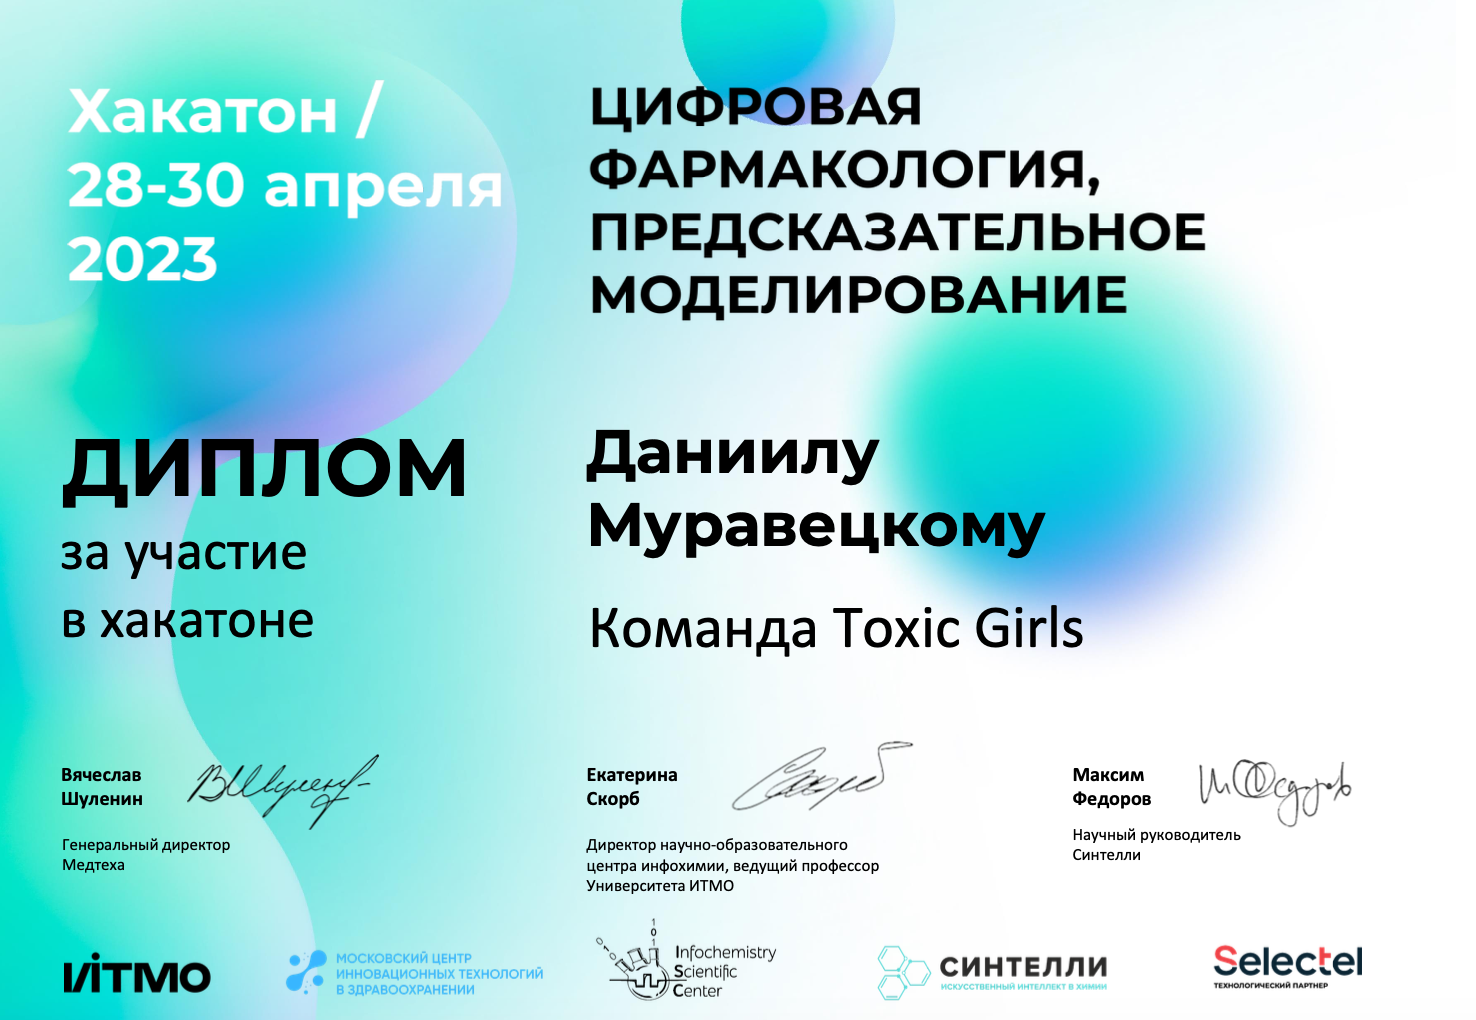 Хакатон /
28-30 апреля
2023
ЦИФРОВАЯ
ФАРМАКОЛОГИЯ,
ПРЕДСКАЗАТЕЛЬНОЕ
МОДЕЛИРОВАНИЕ
ДИПЛОМ
за участие
в хакатоне
Даниилу
Муравецкому
Команда Toxic Girls
Вячеслав
Шуленин
Генеральный директор
Медтеха
Екатерина
Скорб
Директор научно-образовательного
центра инфохимии, ведущий профессор
Университета ИТМО
Максим
Федоров
Научный руководитель
Синтелли
ИТМО
МОСКОВСКИЙ ЦЕНТР
ИННОВАЦИОННЫХ ТЕХНОЛОГИЙ
В ЗДРАВООХРАНЕНИИ
Infochemistry
Scientific
Center
СИНТЕЛЛИ
ИСКУССТВЕННЫЙ ИНТЕЛЛЕКТ В ХИМИИ
Selectel
ТЕХНОЛОГИЧЕСКИЙ ПАРТНЕР